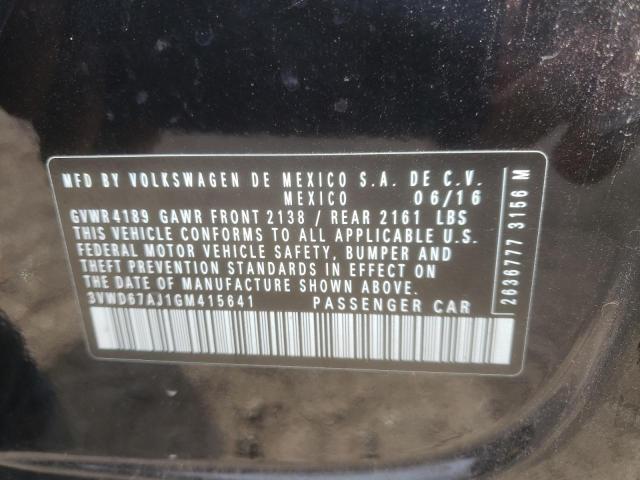 MFD BY VOLKSWAGEN DE MEXICO S.A. DE C.V.
MEXICO 06/16
GVWR4189 GAWR FRONT 2138 / REAR 2161 LBS
THIS VEHICLE CONFORMS TO ALL APPLICABLE U.S.
FEDERAL MOTOR VEHICLE SAFETY, BUMPER AND
THEFT PREVENTION STANDARDS IN EFFECT ON
THE DATE OF MANUFACTURE SHOWN ABOVE.
3VWD67AJ1GM415641 PASSENGER CAR
2636777 3156 M